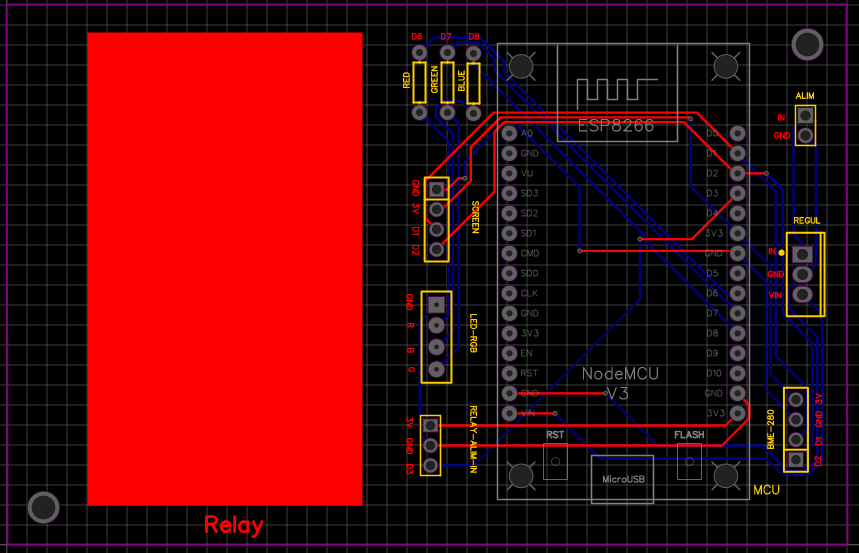 D6 D7 D8
RED GREEN BLUE
ESP8266
ALIM
IN
GND
A0
GND
VU
SD3
SD2
SD1
CMD
SD0
CLK
GND
3V3
EN
RST
GND
VIN
D0
D1
D2
D3
D4
3V3
GND
D5
D6
D7
D8
D9
D10
GND
3V3
GND
3V
D1
D2
SCREEN
REGUL
IN
GND
VIN
GND
R
B
G
LED-RGB
NodeMCU
V3
3V
GND
D3
RELAY-ALIM-IN
RST
FLASH
MicroUSB
BME-280
3V
GND
D1
D2
MCU
Relay